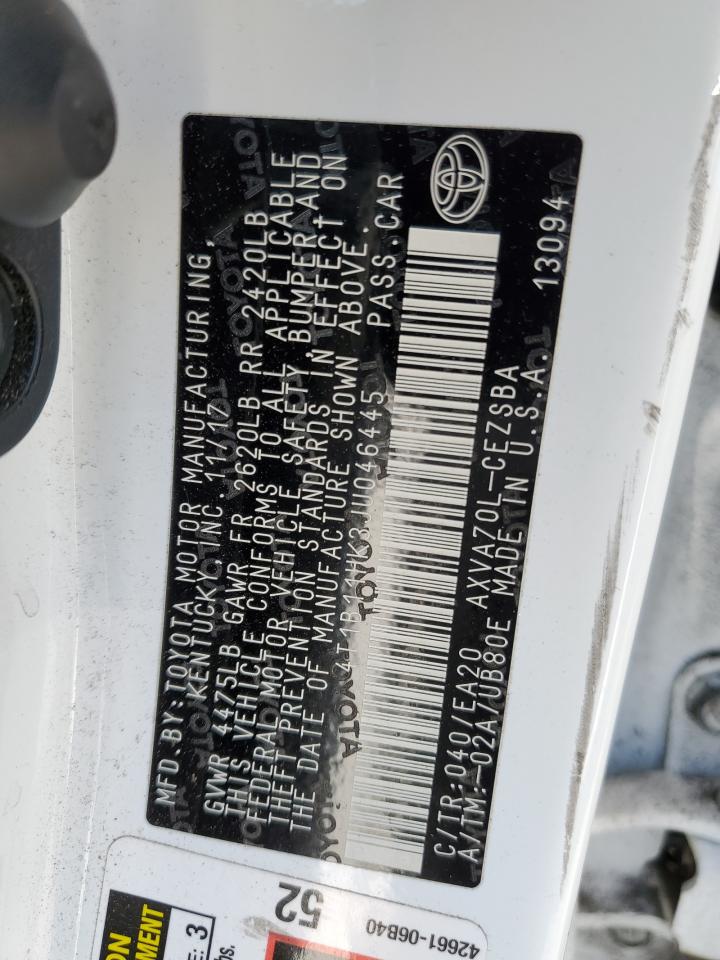 MFD.BY:TOYOTA MOTOR MANUFACTURING,
KENTUCKY,INC. 11/17
GVWR 4475LB GAWR FR 2620LB RR 2420LB
THIS VEHICLE CONFORMS TO ALL APPLICABLE
FEDERAL MOTOR VEHICLE SAFETY, BUMPER, AND
THEFT PREVENTION STANDARDS IN EFFECT ON
THE DATE OF MANUFACTURE SHOWN ABOVE.
4T1B11HK3JU046445 PASS.CAR
C/TR:040/EA20 AXVA70L-CEZSBA
A/TM:-02A/UB80E MADE IN U.S.A. 13094
52
42661-06B40
3